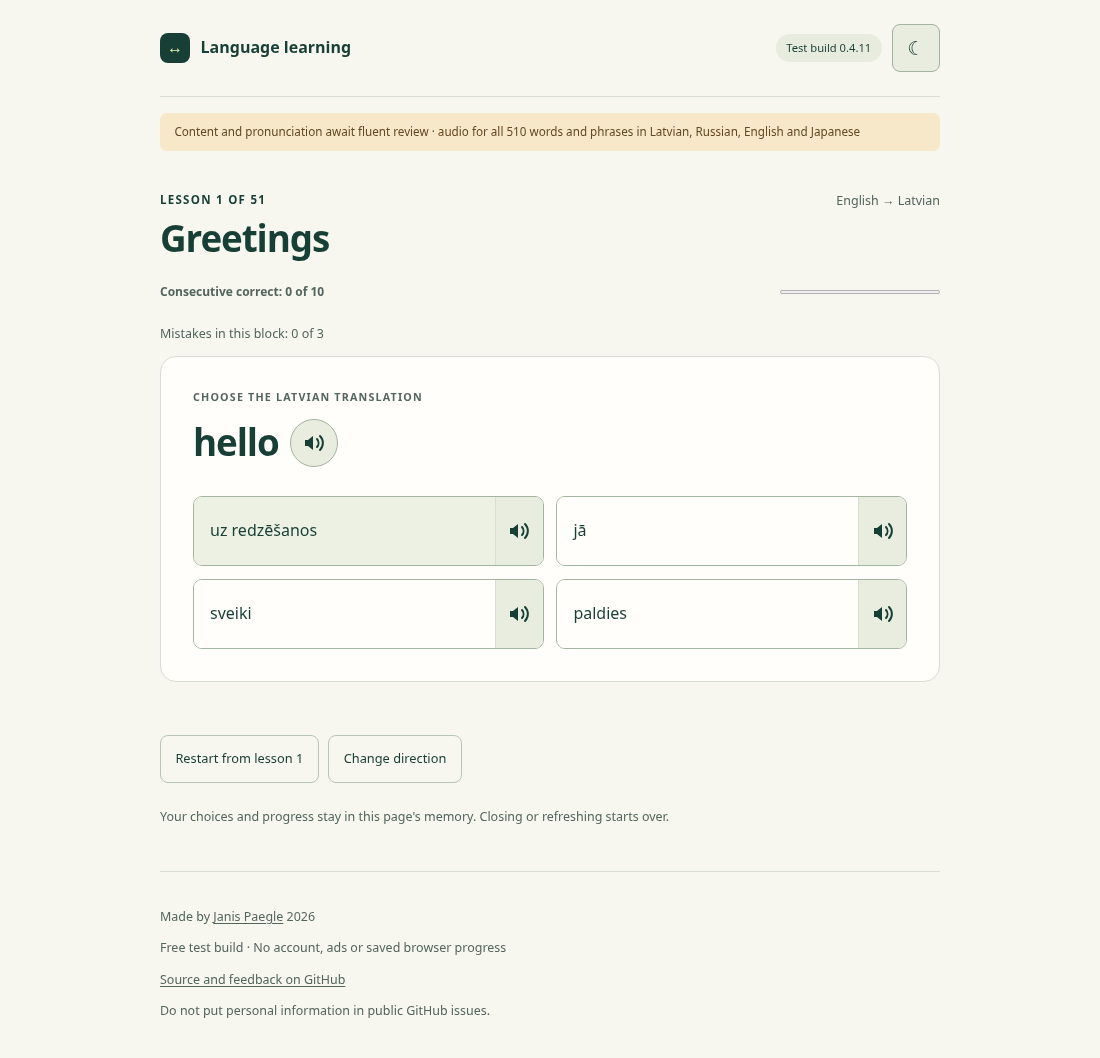 ↔ Language learning
Test build 0.4.11
Content and pronunciation await fluent review · audio for all 510 words and phrases in Latvian, Russian, English and Japanese
LESSON 1 OF 51
English → Latvian
Greetings
Consecutive correct: 0 of 10
Mistakes in this block: 0 of 3
CHOOSE THE LATVIAN TRANSLATION
hello
uz redzēšanos
jā
sveiki
paldies
Restart from lesson 1
Change direction
Your choices and progress stay in this page's memory. Closing or refreshing starts over.
Made by Janis Paegle 2026
Free test build · No account, ads or saved browser progress
Source and feedback on GitHub
Do not put personal information in public GitHub issues.